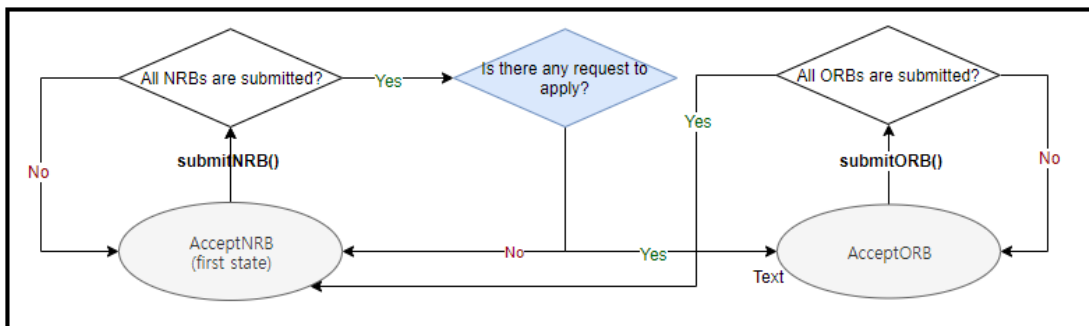 All NRBs are submitted?
Yes
Is there any request to
apply?
All ORBs are submitted?
Yes
No
submitNRB()
submitORB()
No
AcceptNRB
(first state)
No
Yes
AcceptORB
Text